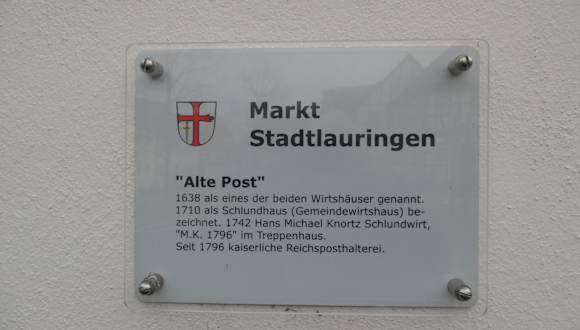 Markt
Stadtlauringen
"Alte Post"
1638 als eines der beiden Wirtshäuser genannt.
1710 als Schlundhaus (Gemeindewirtshaus) be-
zeichnet. 1742 Hans Michael Knortz Schlundwirt,
"M.K. 1796" im Treppenhaus.
Seit 1796 kaiserliche Reichsposthalterei.